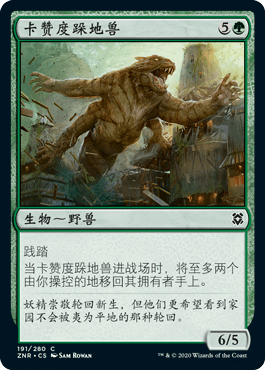 卡赞度跺地兽 5
生物～野兽
践踏
当卡赞度跺地兽进战场时，将至多两个
由你操控的地移回其拥有者手上。
妖精崇敬轮回新生，但他们更希望看到家
园不会被夷为平地的那种轮回。
6/5
191/280 C
ZNR • CS SAM ROWAN
™ & © 2020 Wizards of the Coast